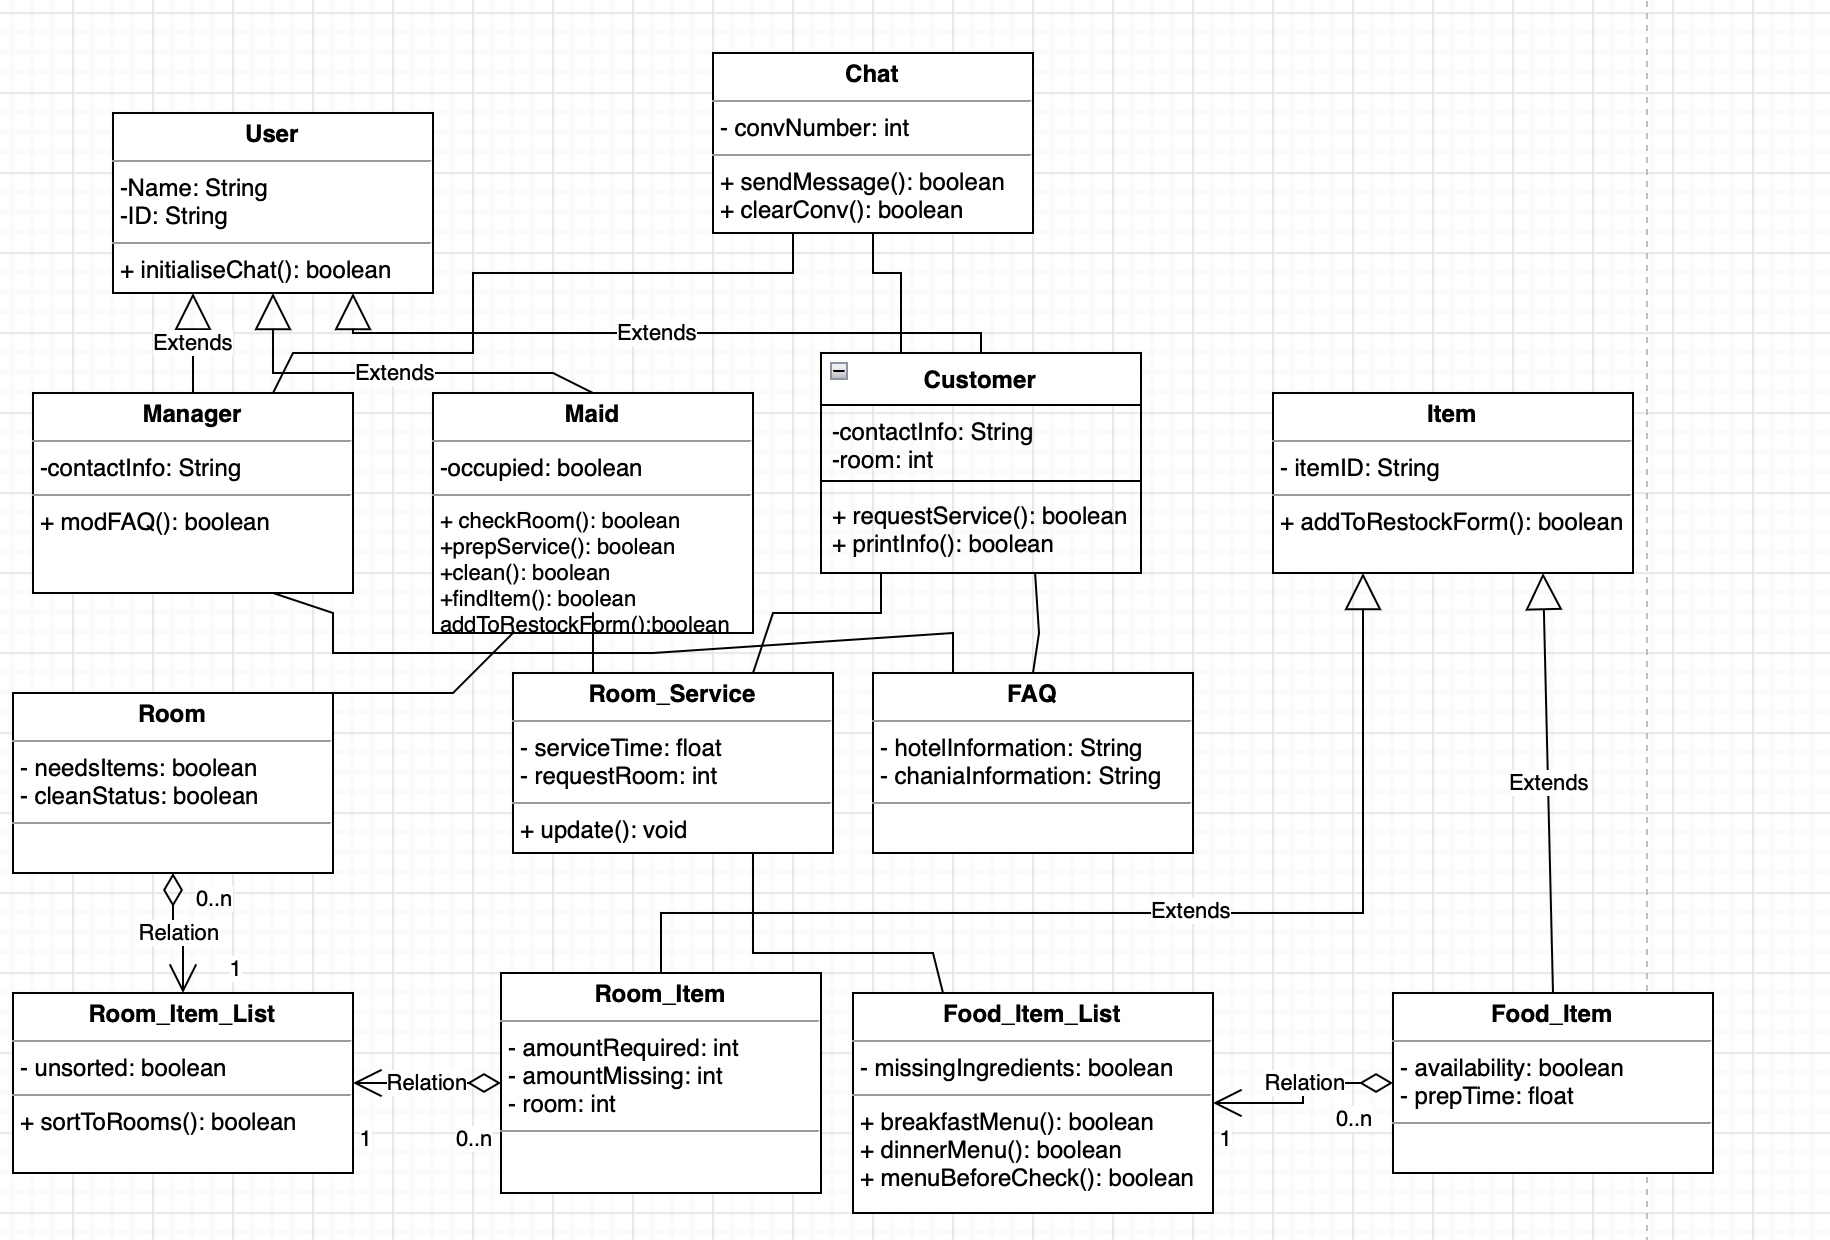 Chat
- convNumber: int
+ sendMessage(): boolean
+ clearConv(): boolean
User
-Name: String
-ID: String
+ initialiseChat(): boolean
Extends
Extends
Extends
Manager
-contactInfo: String
+ modFAQ(): boolean
Maid
-occupied: boolean
+ checkRoom(): boolean
+prepService(): boolean
+clean(): boolean
+findItem(): boolean
addToRestockForm():boolean
Customer
-contactInfo: String
-room: int
+ requestService(): boolean
+ printInfo(): boolean
Item
- itemID: String
+ addToRestockForm(): boolean
Room
- needsItems: boolean
- cleanStatus: boolean
Room_Service
- serviceTime: float
- requestRoom: int
+ update(): void
FAQ
- hotelInformation: String
- chaniaInformation: String
Extends
Extends
0..n
Relation
1
Room_Item_List
- unsorted: boolean
+ sortToRooms(): boolean
Relation
1
0..n
Room_Item
- amountRequired: int
- amountMissing: int
- room: int
Food_Item_List
- missingIngredients: boolean
+ breakfastMenu(): boolean
+ dinnerMenu(): boolean
+ menuBeforeCheck(): boolean
Relation
1
0..n
Food_Item
- availability: boolean
- prepTime: float